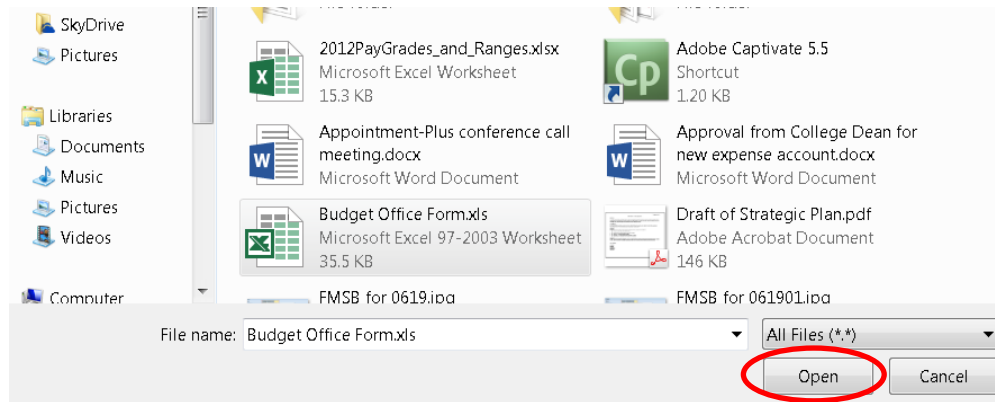 SkyDrive
Pictures
Libraries
Documents
Music
Pictures
Videos
Computer
2012PayGrades_and_Ranges.xlsx
Microsoft Excel Worksheet
15.3 KB
Adobe Captivate 5.5
Shortcut
1.20 KB
Appointment-Plus conference call
meeting.docx
Microsoft Word Document
Approval from College Dean for
new expense account.docx
Microsoft Word Document
Budget Office Form.xls
Microsoft Excel 97-2003 Worksheet
35.5 KB
Draft of Strategic Plan.pdf
Adobe Acrobat Document
146 KB
FMSB for 0619.jpg
FMSB for 061901.jpg
File name: Budget Office Form.xls
All Files (*.*)
Open
Cancel